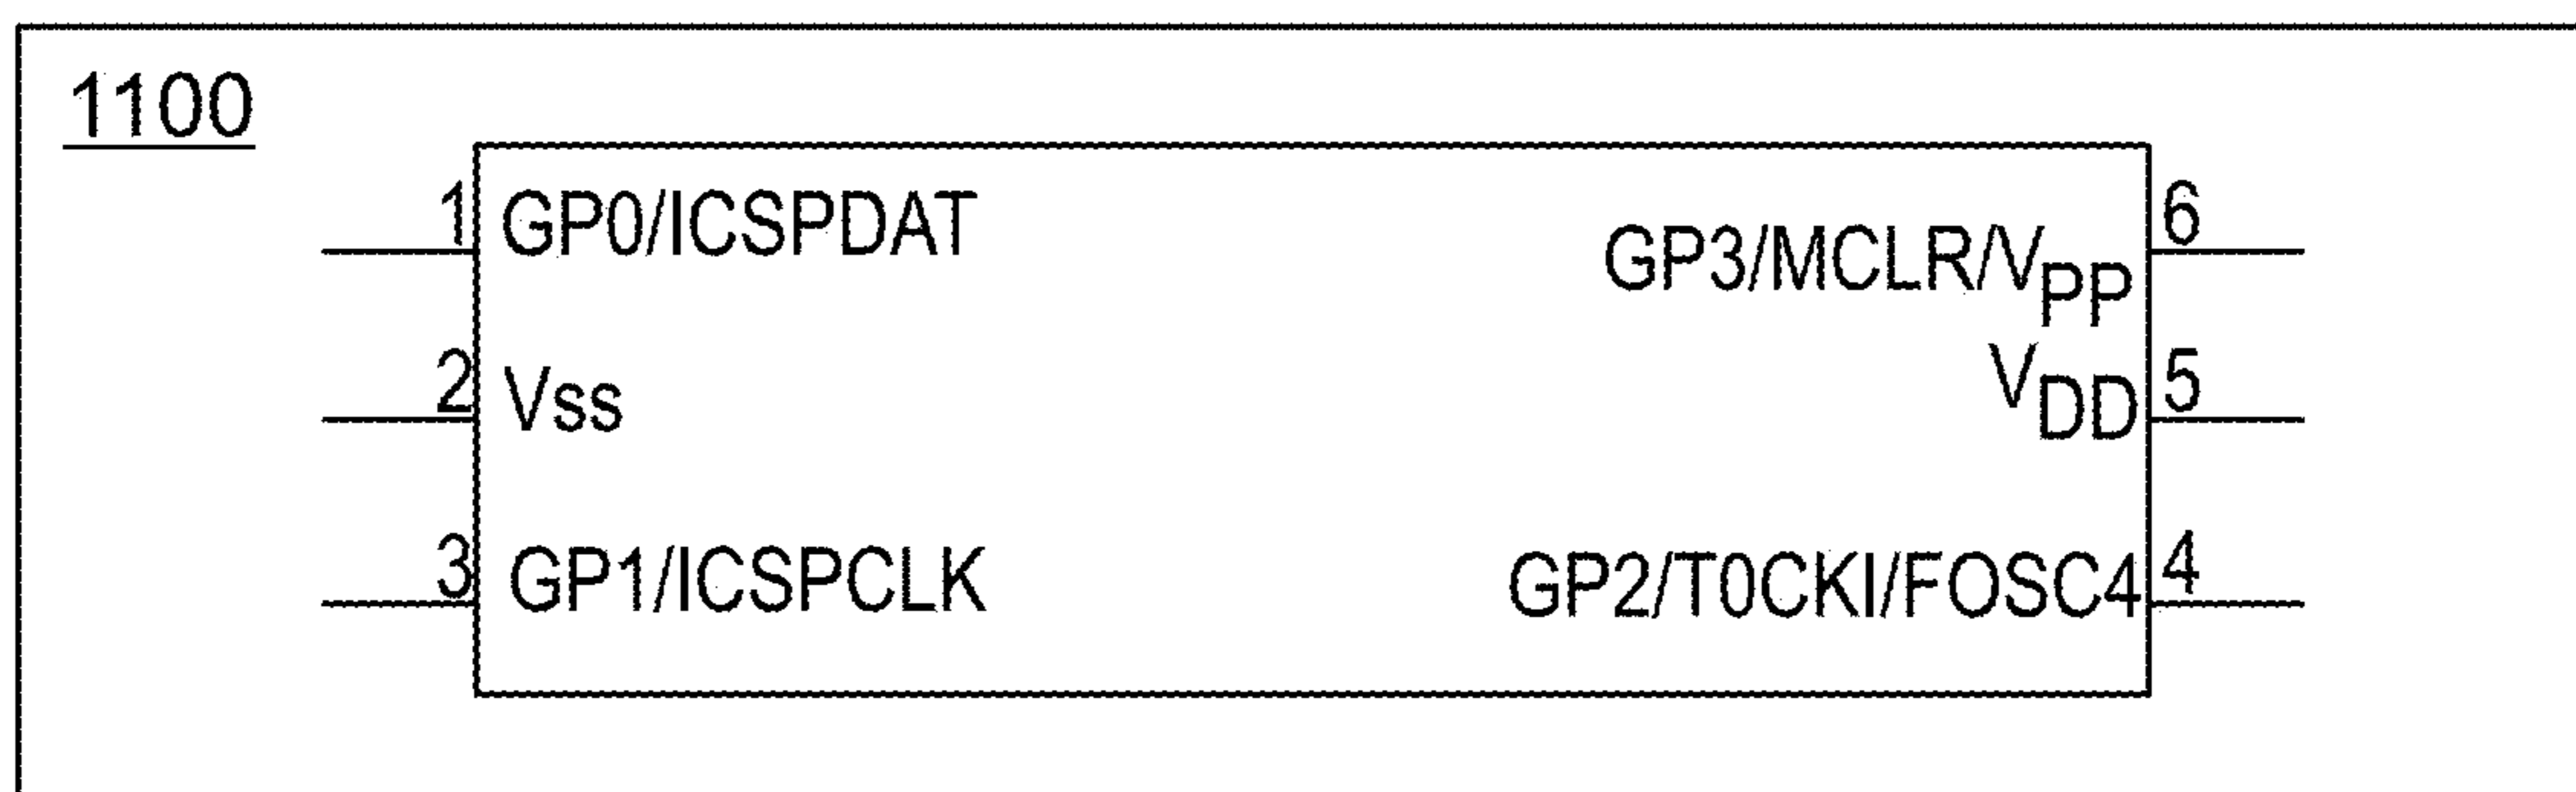 1100
1 GP0/ICSPDAT
GP3/MCLR/VPP 6
2 Vss
VDD 5
3 GP1/ICSPCLK
GP2/T0CKI/FOSC4 4